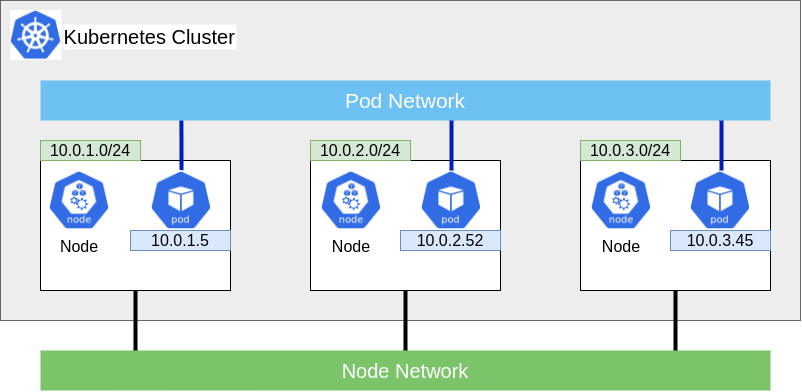 Kubernetes Cluster
Pod Network
10.0.1.0/24
10.0.2.0/24
10.0.3.0/24
node
pod
node
pod
node
pod
10.0.1.5
10.0.2.52
10.0.3.45
Node
Node
Node
Node Network